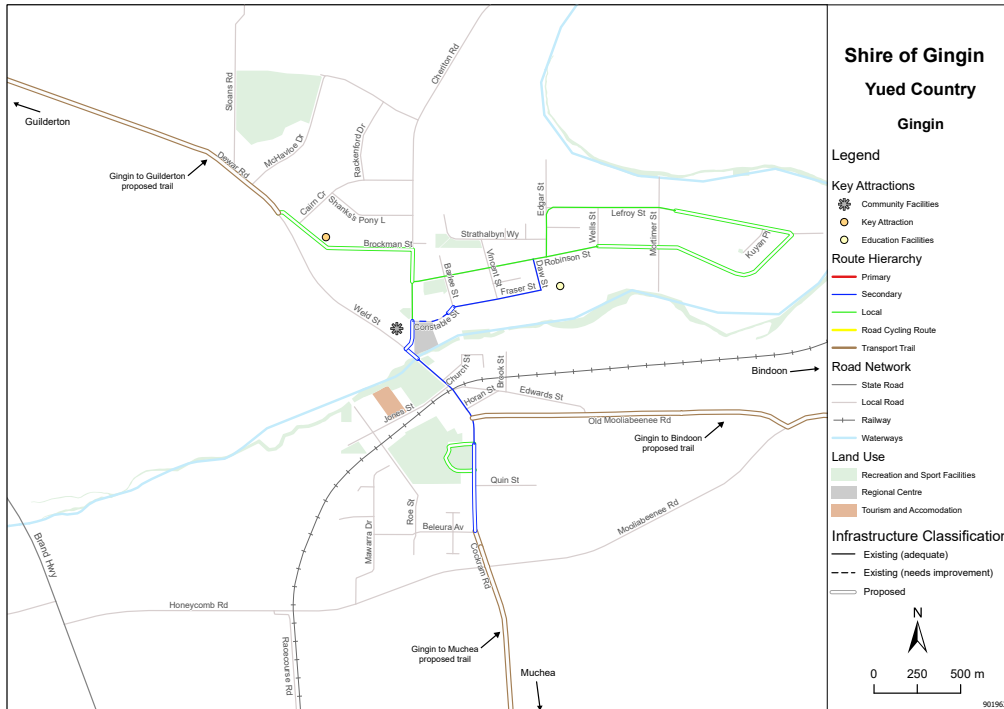 Shire of Gingin
Yued Country
Gingin
Legend
Key Attractions
Community Facilities
Key Attraction
Education Facilities
Route Hierarchy
Primary
Secondary
Local
Road Cycling Route
Transport Trail
Road Network
State Road
Local Road
Railway
Waterways
Land Use
Recreation and Sport Facilities
Regional Centre
Tourism and Accomodation
Infrastructure Classification
Existing (adequate)
Existing (needs improvement)
Proposed
N
0 250 500 m
90196
Sloans Rd
Cheriton Rd
Guilderton
McHavloe Dr
Rackenford Dr
Dewar Rd
Gingin to Guilderton
proposed trail
Cairn Cr
Shanks's Pony L
Brockman St
Edgar St
Lefroy St
Wells St
Mortimer St
Kuyan Pl
Strathalbyn Wy
Vincent St
Robinson St
Daw St
Barlee St
Fraser St
Weld St
Constable St
Church St
Brook St
Bindoon
Horan St
Edwards St
Jones St
Old Mooliabeenee Rd
Gingin to Bindoon
proposed trail
Quin St
Roe St
Mooliabeenee Rd
Mawarra Dr
Beleura Av
Brand Hwy
Cockram Rd
Honeycomb Rd
Racecourse Rd
Gingin to Muchea
proposed trail
Muchea